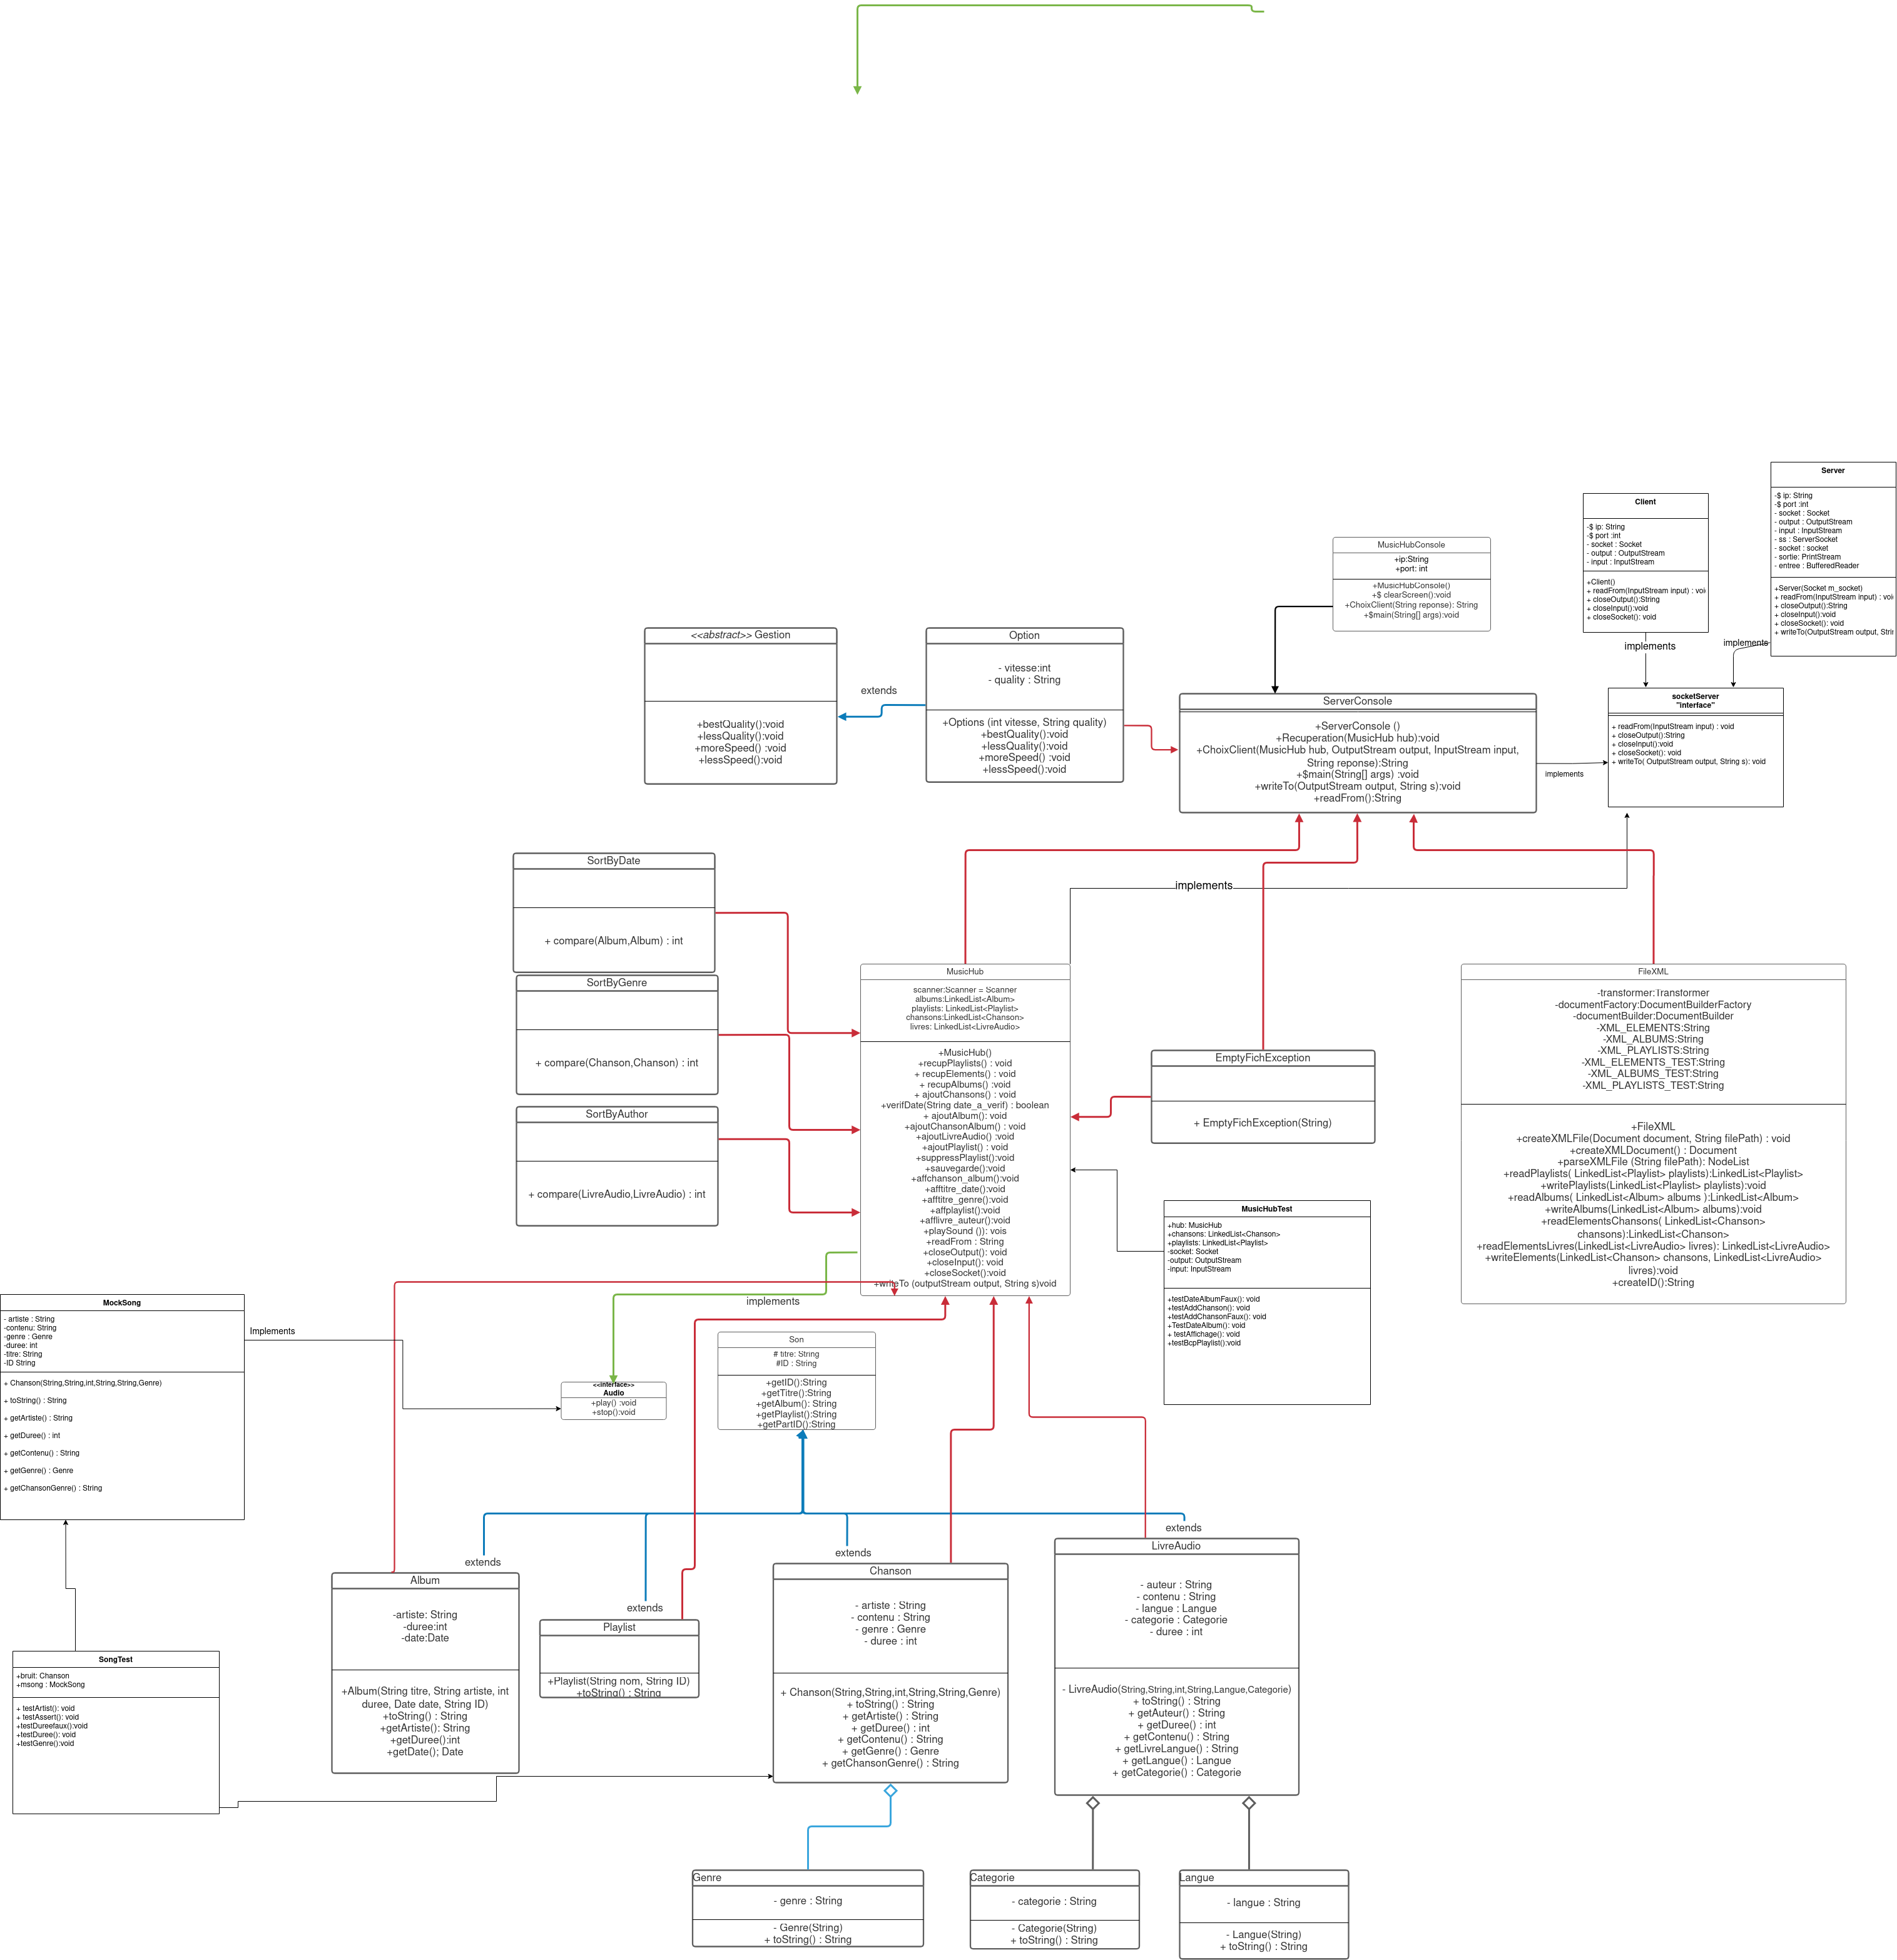 Server
-$ ip: String
-$ port :int
- socket : Socket
- output : OutputStream
- input : InputStream
- ss : ServerSocket
- socket : socket
- sortie: PrintStream
- entree : BufferedReader
+Server(Socket m_socket)
+ readFrom(InputStream input) : voi
+ closeOutput():String
+ closeInput():void
+ closeSocket(): void
+ writeTo(OutputStream output, Stri
implements
Client
-$ ip: String
-$ port :int
- socket : Socket
- output : OutputStream
- input : InputStream
+Client()
+ readFrom(InputStream input) : voi
+ closeOutput():String
+ closeInput():void
+ closeSocket(): void
implements
MusicHubConsole
+ip:String
+port: int
+MusicHubConsole()
+$ clearScreen():void
+ChoixClient(String reponse): String
+$main(String[] args):void
<<abstract>> Gestion
+bestQuality():void
+lessQuality():void
+moreSpeed() :void
+lessSpeed():void
extends
Option
- vitesse:int
- quality : String
+Options (int vitesse, String quality)
+bestQuality():void
+lessQuality():void
+moreSpeed() :void
+lessSpeed():void
ServerConsole
+ServerConsole ()
+Recuperation(MusicHub hub):void
+ChoixClient(MusicHub hub, OutputStream output, InputStream input,
String reponse):String
+$main(String[] args) :void
+writeTo(OutputStream output, String s):void
+readFrom():String
implements
socketServer
"interface"
+ readFrom(InputStream input) : void
+ closeOutput():String
+ closeInput():void
+ closeSocket(): void
+ writeTo( OutputStream output, String s): void
implements
SortByDate
+ compare(Album,Album) : int
SortByGenre
+ compare(Chanson,Chanson) : int
SortByAuthor
+ compare(LivreAudio,LivreAudio) : int
MusicHub
scanner:Scanner = Scanner
albums:LinkedList<Album>
playlists: LinkedList<Playlist>
chansons:LinkedList<Chanson>
livres: LinkedList<LivreAudio>
+MusicHub()
+recupPlaylists() : void
+ recupElements() : void
+ recupAlbums() :void
+ ajoutChansons() : void
+verifDate(String date_a_verif) : boolean
+ ajoutAlbum(): void
+ajoutChansonAlbum() : void
+ajoutLivreAudio() :void
+ajoutPlaylist() : void
+suppressPlaylist():void
+sauvegarde():void
+affchanson_album():void
+afftitre_date():void
+afftitre_genre():void
+affplaylist():void
+afflivre_auteur():void
+playSound ()): vois
+readFrom : String
+closeOutput(): void
+closeInput(): void
+closeSocket():void
+writeTo (outputStream output, String s)void
implements
EmptyFichException
+ EmptyFichException(String)
FileXML
-transformer:Transformer
-documentFactory:DocumentBuilderFactory
-documentBuilder:DocumentBuilder
-XML_ELEMENTS:String
-XML_ALBUMS:String
-XML_PLAYLISTS:String
-XML_ELEMENTS_TEST:String
-XML_ALBUMS_TEST:String
-XML_PLAYLISTS_TEST:String
+FileXML
+createXMLFile(Document document, String filePath) : void
+createXMLDocument() : Document
+parseXMLFile (String filePath): NodeList
+readPlaylists( LinkedList<Playlist> playlists):LinkedList<Playlist>
+writePlaylists(LinkedList<Playlist> playlists):void
+readAlbums( LinkedList<Album> albums ):LinkedList<Album>
+writeAlbums(LinkedList<Album> albums):void
+readElementsChansons( LinkedList<Chanson>
chansons):LinkedList<Chanson>
+readElementsLivres(LinkedList<LivreAudio> livres): LinkedList<LivreAudio>
+writeElements(LinkedList<Chanson> chansons, LinkedList<LivreAudio>
livres):void
+createID():String
MusicHubTest
+hub: MusicHub
+chansons: LinkedList<Chanson>
+playlists: LinkedList<Playlist>
-socket: Socket
-output: OutputStream
-input: InputStream
+testDateAlbumFaux(): void
+testAddChanson(): void
+testAddChansonFaux(): void
+TestDateAlbum(): void
+ testAffichage(): void
+testBcpPlaylist():void
MockSong
- artiste : String
-contenu: String
-genre : Genre
-duree: int
-titre: String
-ID String
+ Chanson(String,String,int,String,String,Genre)
+ toString() : String
+ getArtiste() : String
+ getDuree() : int
+ getContenu() : String
+ getGenre() : Genre
+ getChansonGenre() : String
Implements
<<interface>>
Audio
+play() :void
+stop():void
Son
# titre: String
#ID : String
+getID():String
+getTitre():String
+getAlbum(): String
+getPlaylist():String
+getPartID():String
extends
extends
extends
extends
Album
-artiste: String
-duree:int
-date:Date
+Album(String titre, String artiste, int
duree, Date date, String ID)
+toString() : String
+getArtiste(): String
+getDuree():int
+getDate(); Date
Playlist
+Playlist(String nom, String ID)
+toString() : String
Chanson
- artiste : String
- contenu : String
- genre : Genre
- duree : int
+ Chanson(String,String,int,String,String,Genre)
+ toString() : String
+ getArtiste() : String
+ getDuree() : int
+ getContenu() : String
+ getGenre() : Genre
+ getChansonGenre() : String
LivreAudio
- auteur : String
- contenu : String
- langue : Langue
- categorie : Categorie
- duree : int
- LivreAudio(String,String,int,String,Langue,Categorie)
+ toString() : String
+ getAuteur() : String
+ getDuree() : int
+ getContenu() : String
+ getLivreLangue() : String
+ getLangue() : Langue
+ getCategorie() : Categorie
SongTest
+bruit: Chanson
+msong : MockSong
+ testArtist(): void
+ testAssert(): void
+testDureefaux():void
+testDuree(): void
+testGenre():void
Genre
- genre : String
- Genre(String)
+ toString() : String
Categorie
- categorie : String
- Categorie(String)
+ toString() : String
Langue
- langue : String
- Langue(String)
+ toString() : String